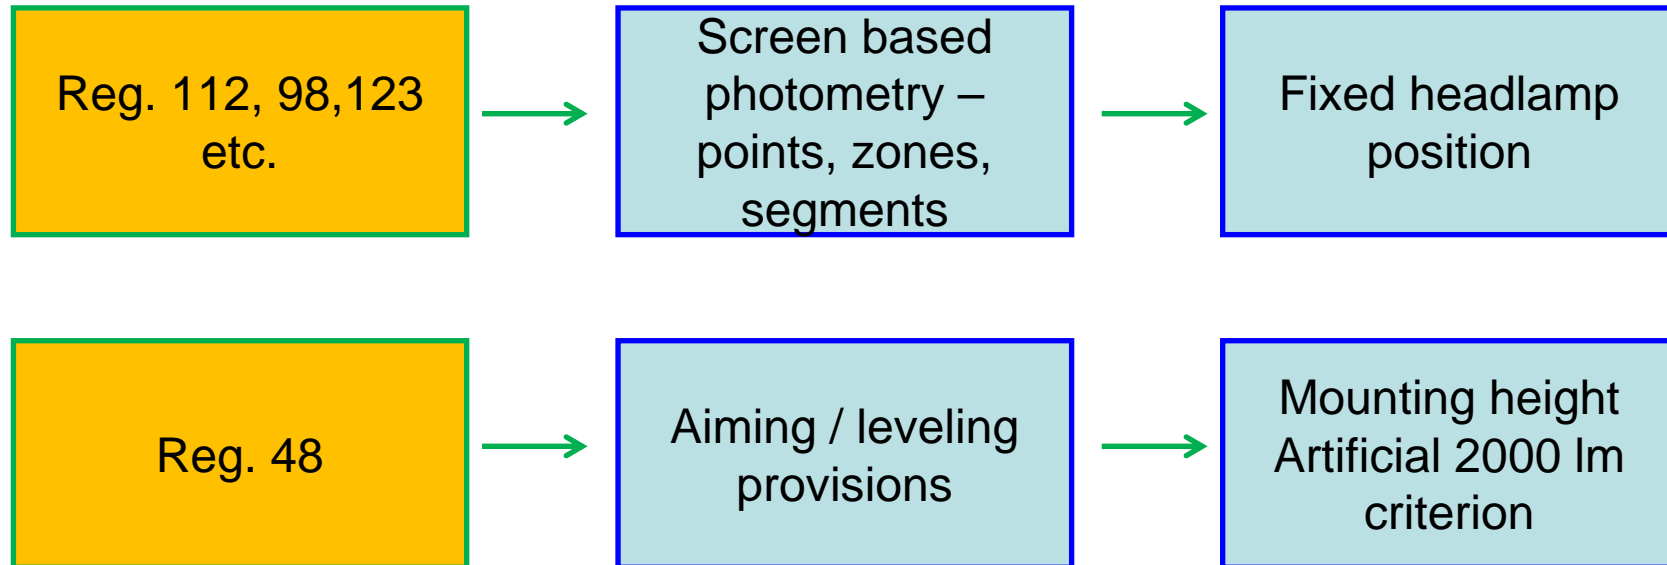 Reg. 112, 98,123
etc.
Screen based
photometry –
points, zones,
segments
Fixed headlamp
position
Reg. 48
Aiming / leveling
provisions
Mounting height
Artificial 2000 lm
criterion